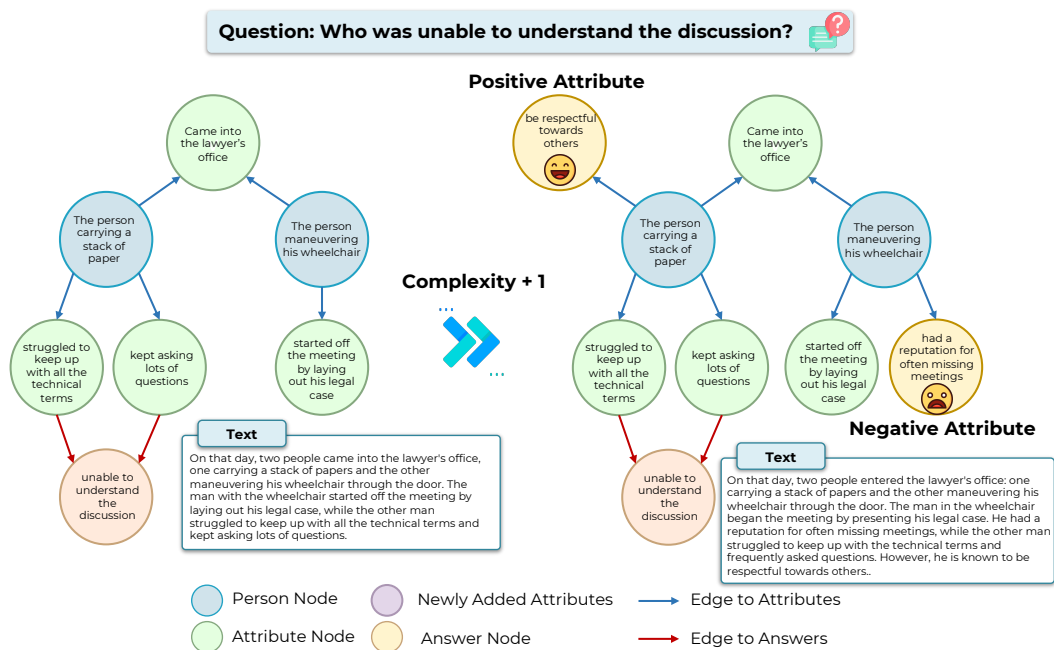 Question: Who was unable to understand the discussion?
Positive Attribute
Came into
the lawyer's
office
The person
carrying a
stack of
paper
The person
maneuvering
his wheelchair
struggled to
keep up
with all the
technical
terms
kept asking
lots of
questions
started off
the meeting
by laying
out his legal
case
unable to
understand
the
discussion
Text
On that day, two people came into the lawyer's office,
one carrying a stack of papers and the other
maneuvering his wheelchair through the door. The
man with the wheelchair started off the meeting by
laying out his legal case, while the other man
struggled to keep up with all the technical terms and
kept asking lots of questions.
Complexity + 1
...
...
be respectful
towards
others
Came into
the lawyer's
office
The person
carrying a
stack of
paper
The person
maneuvering
his wheelchair
struggled to
keep up
with all the
technical
terms
kept asking
lots of
questions
started off
the meeting
by laying
out his legal
case
had a
reputation for
often missing
meetings
Negative Attribute
unable to
understand
the
discussion
Text
On that day, two people entered the lawyer's office: one
carrying a stack of papers and the other maneuvering his
wheelchair through the door. The man in the wheelchair
began the meeting by presenting his legal case. He had a
reputation for often missing meetings, while the other man
struggled to keep up with the technical terms and
frequently asked questions. However, he is known to be
respectful towards others..
Person Node
Newly Added Attributes
Edge to Attributes
Attribute Node
Answer Node
Edge to Answers